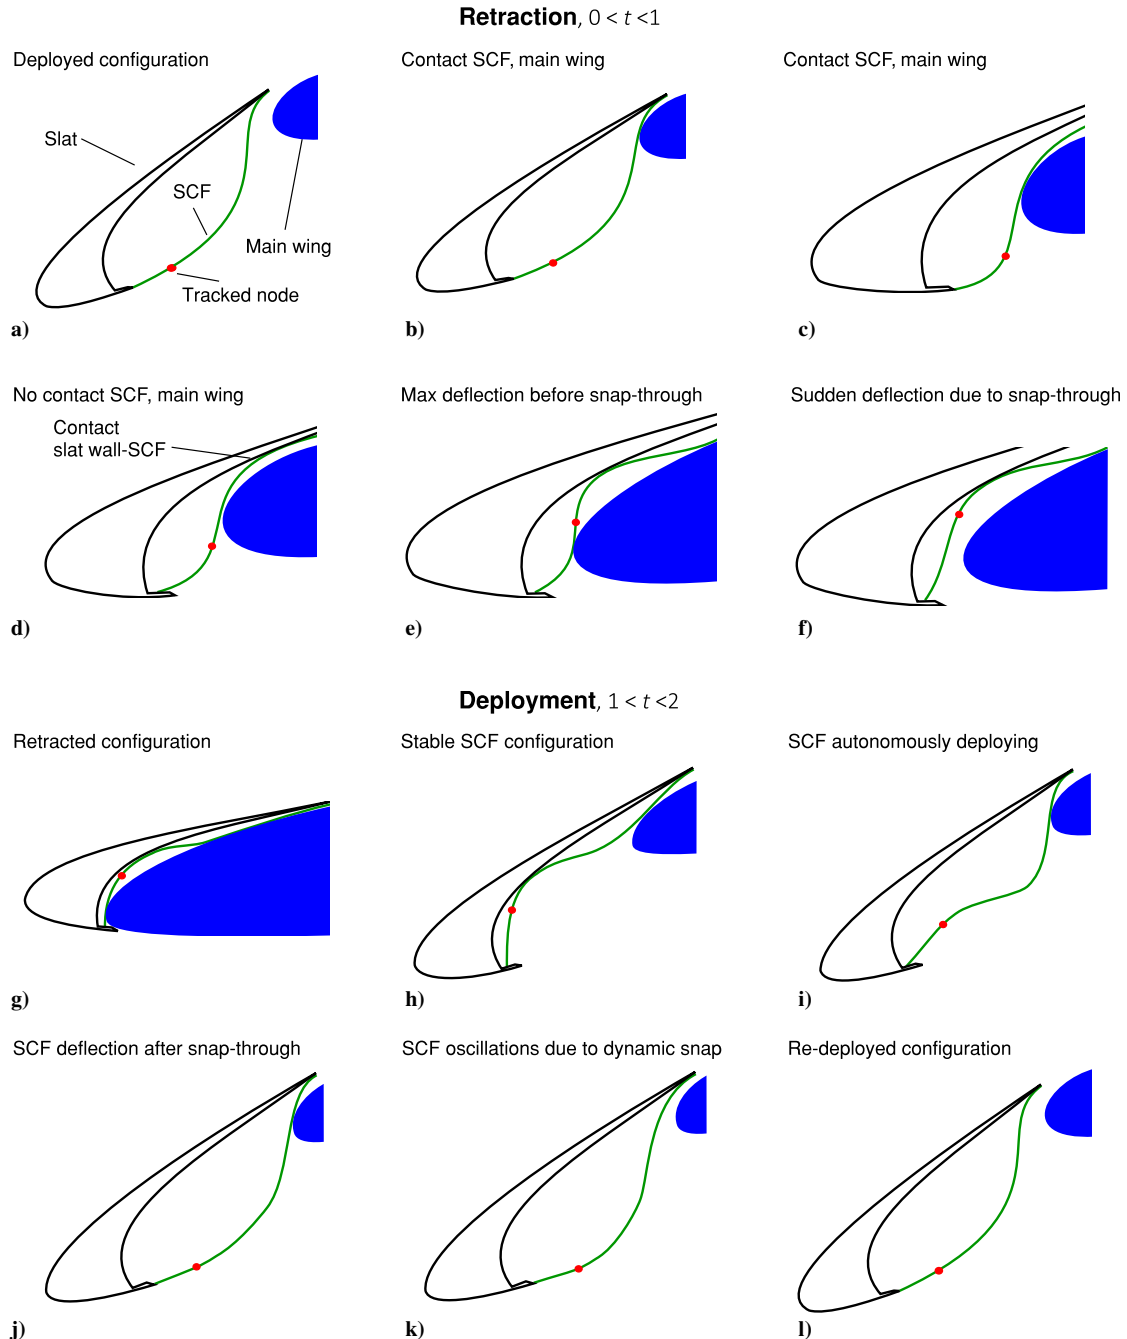 Retraction, 0 < t <1
Deployed configuration
Contact SCF, main wing
Contact SCF, main wing
Slat
SCF
Main wing
Tracked node
a)
b)
c)
No contact SCF, main wing
Max deflection before snap-through
Sudden deflection due to snap-through
Contact
slat wall-SCF
d)
e)
f)
Deployment, 1 < t <2
Retracted configuration
Stable SCF configuration
SCF autonomously deploying
g)
h)
i)
SCF deflection after snap-through
SCF oscillations due to dynamic snap
Re-deployed configuration
j)
k)
l)